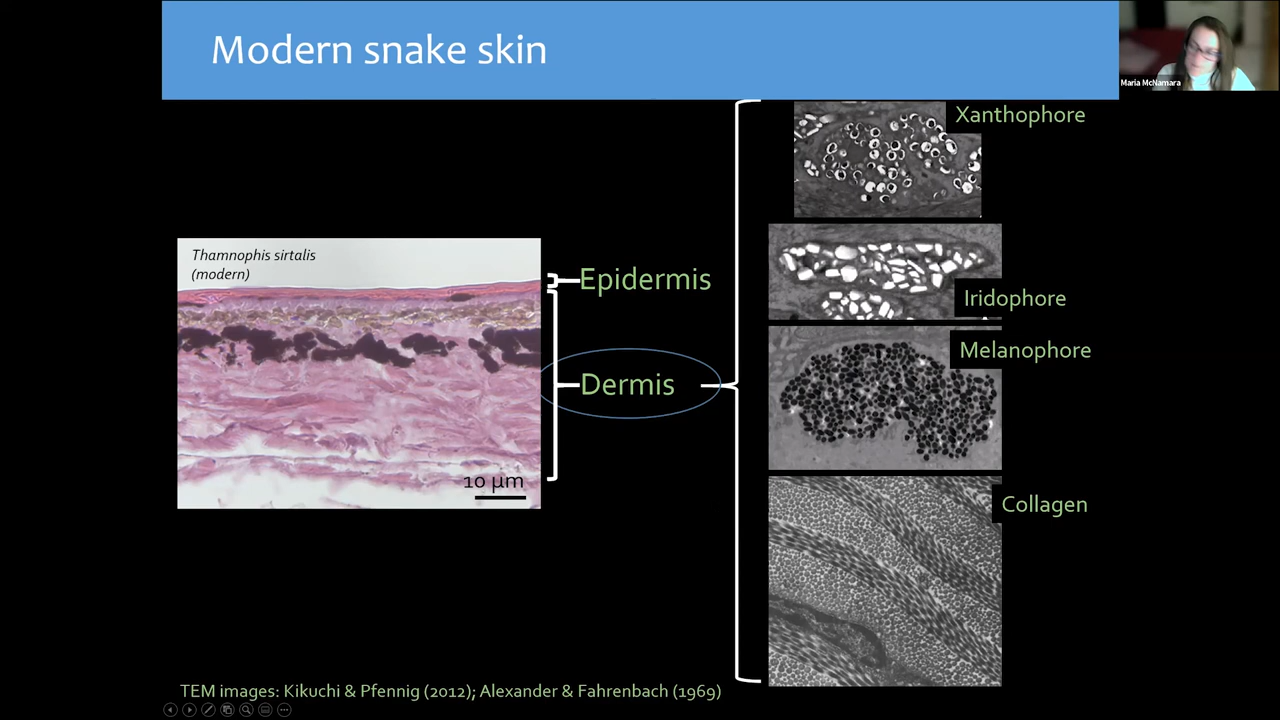 Modern snake skin
Maria McNamara
Xanthophore
Thamnophis sirtalis
(modern)
Epidermis
Iridophore
Melanophore
Dermis
10 µm
Collagen
TEM images: Kikuchi & Pfennig (2012); Alexander & Fahrenbach (1969)